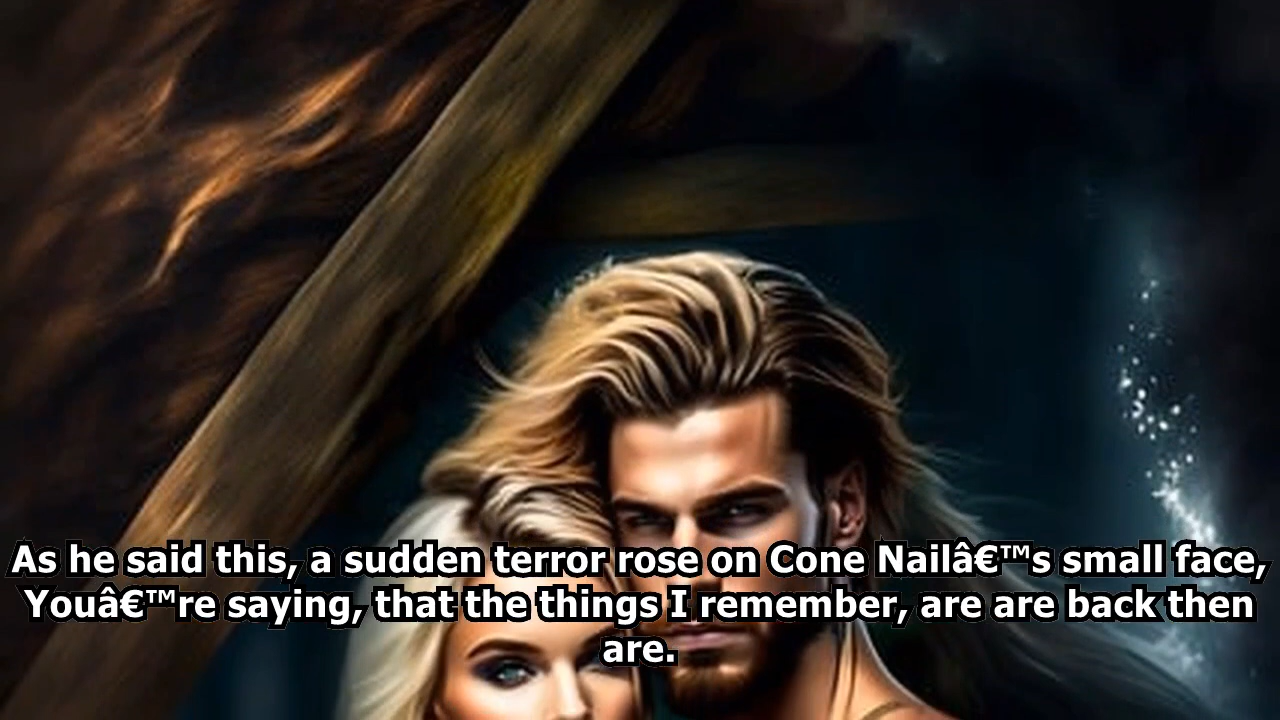 As he said this, a sudden terror rose on Cone Nailâ€™s small face,
Youâ€™re saying, that the things I remember, are are back then
are.